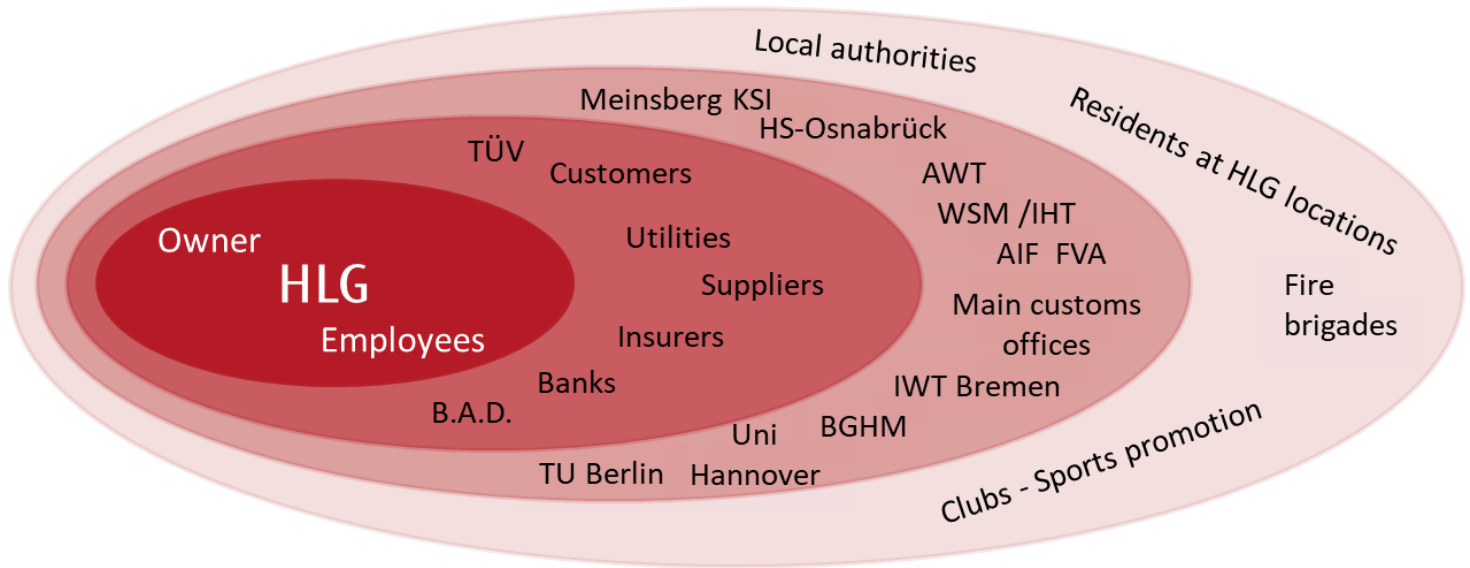 Local authorities
Residents at HLG locations
Fire
brigades
Clubs - Sports promotion
Meinsberg KSI
HS-Osnabrück
AWT
WSM /IHT
AIF FVA
Main customs
offices
IWT Bremen
BGHM
Uni
Hannover
TU Berlin
TÜV
Customers
Utilities
Suppliers
Insurers
Banks
B.A.D.
Owner
HLG
Employees